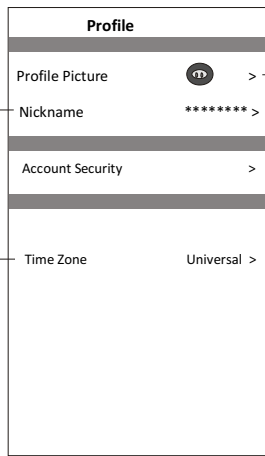 Profile
Profile Picture >
Nickname ******** >
Account Security >
Time Zone Universal >